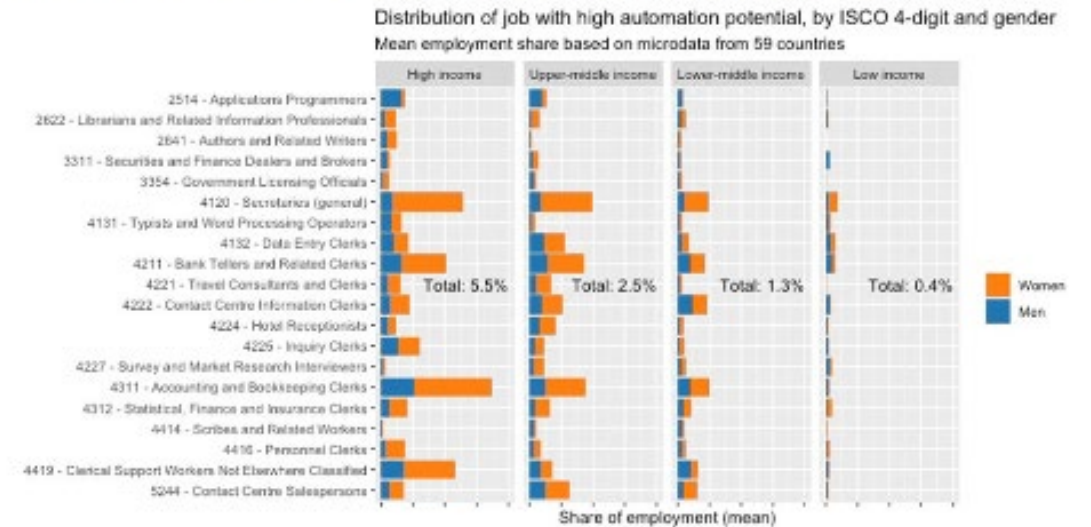 Distribution of job with high automation potential, by ISCO 4-digit and gender
Mean employment share based on microdata from 59 countries
High income
Upper-middle income
Lower-middle income
Low income
2514 - Applications Programmers
2622 - Librarians and Related Information Professionals
2641 - Authors and Related Writers
3311 - Securities and Finance Dealers and Brokers
3354 - Government Licensing Officials
4120 - Secretaries (general)
4131 - Typists and Word Processing Operators
4132 - Data Entry Clerks
4211 - Bank Tellers and Related Clerks
4221 - Travel Consultants and Clerks
4222 - Contact Centre Information Clerks
4224 - Hotel Receptionists
4225 - Inquiry Clerks
4227 - Survey and Market Research Interviewers
4311 - Accounting and Bookkeeping Clerks
4312 - Statistical, Finance and Insurance Clerks
4414 - Scribes and Related Workers
4416 - Personnel Clerks
4419 - Clerical Support Workers Not Elsewhere Classified
5244 - Contact Centre Salespersons
Total: 5.5%
Total: 2.5%
Total: 1.3%
Total: 0.4%
Women
Men
Share of employment (mean)